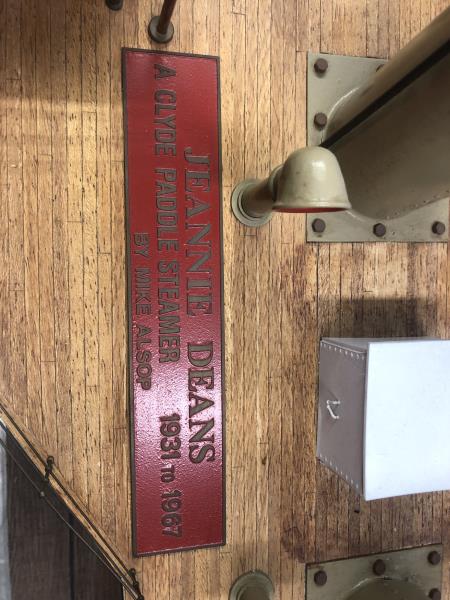 JEANNIE DEANS
A CLYDE PADDLE STEAMER 1931 TO 1967
BY MIKE ALSOP